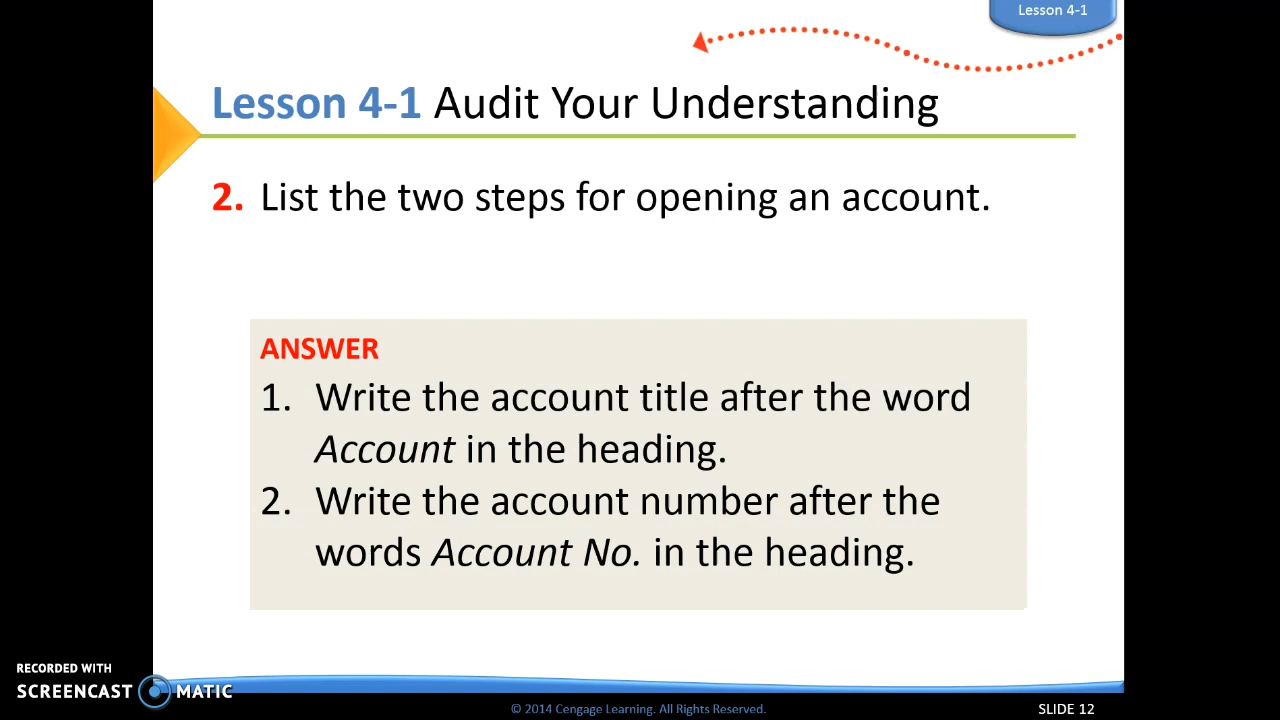 Lesson 4-1
Lesson 4-1 Audit Your Understanding
2. List the two steps for opening an account.
ANSWER
1. Write the account title after the word
Account in the heading.
2. Write the account number after the
words Account No. in the heading.
RECORDED WITH
SCREENCAST MATIC
© 2014 Cengage Learning. All Rights Reserved.
SLIDE 12